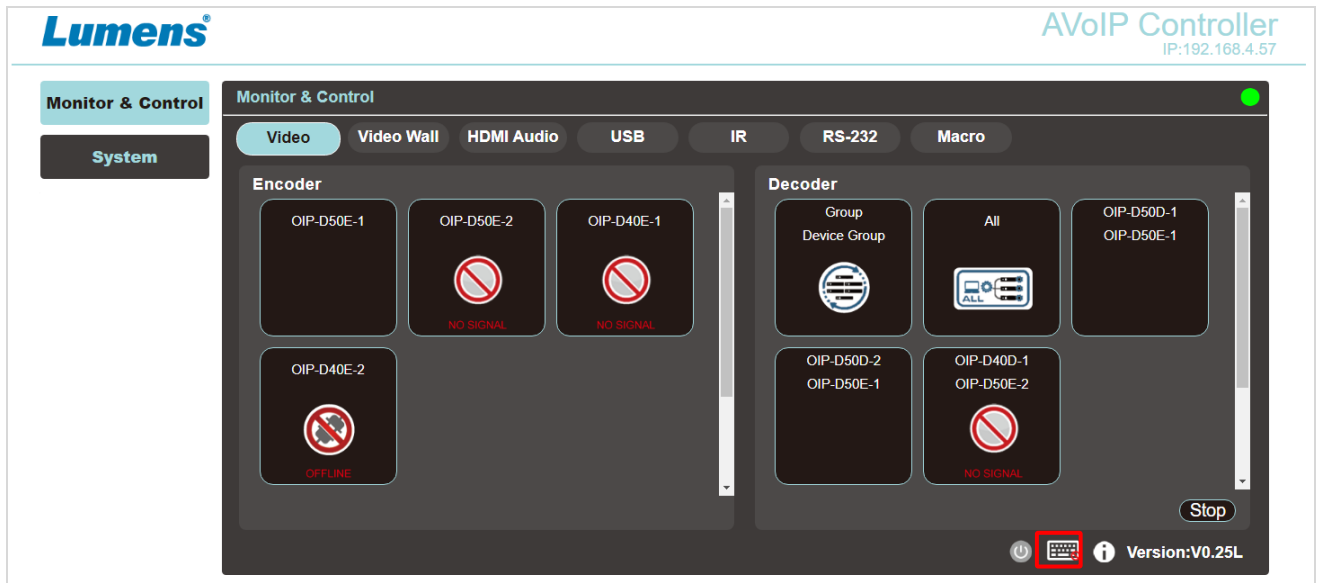 Lumens®
AVoIP Controller
IP:192.168.4.57
Monitor & Control
System
Monitor & Control
Video
Video Wall
HDMI Audio
USB
IR
RS-232
Macro
Encoder
OIP-D50E-1
OIP-D50E-2
NO SIGNAL
OIP-D40E-1
NO SIGNAL
OIP-D40E-2
OFFLINE
Decoder
Group
Device Group
All
ALL
OIP-D50D-1
OIP-D50E-1
OIP-D50D-2
OIP-D50E-1
OIP-D40D-1
OIP-D50E-2
NO SIGNAL
Stop
Version:V0.25L